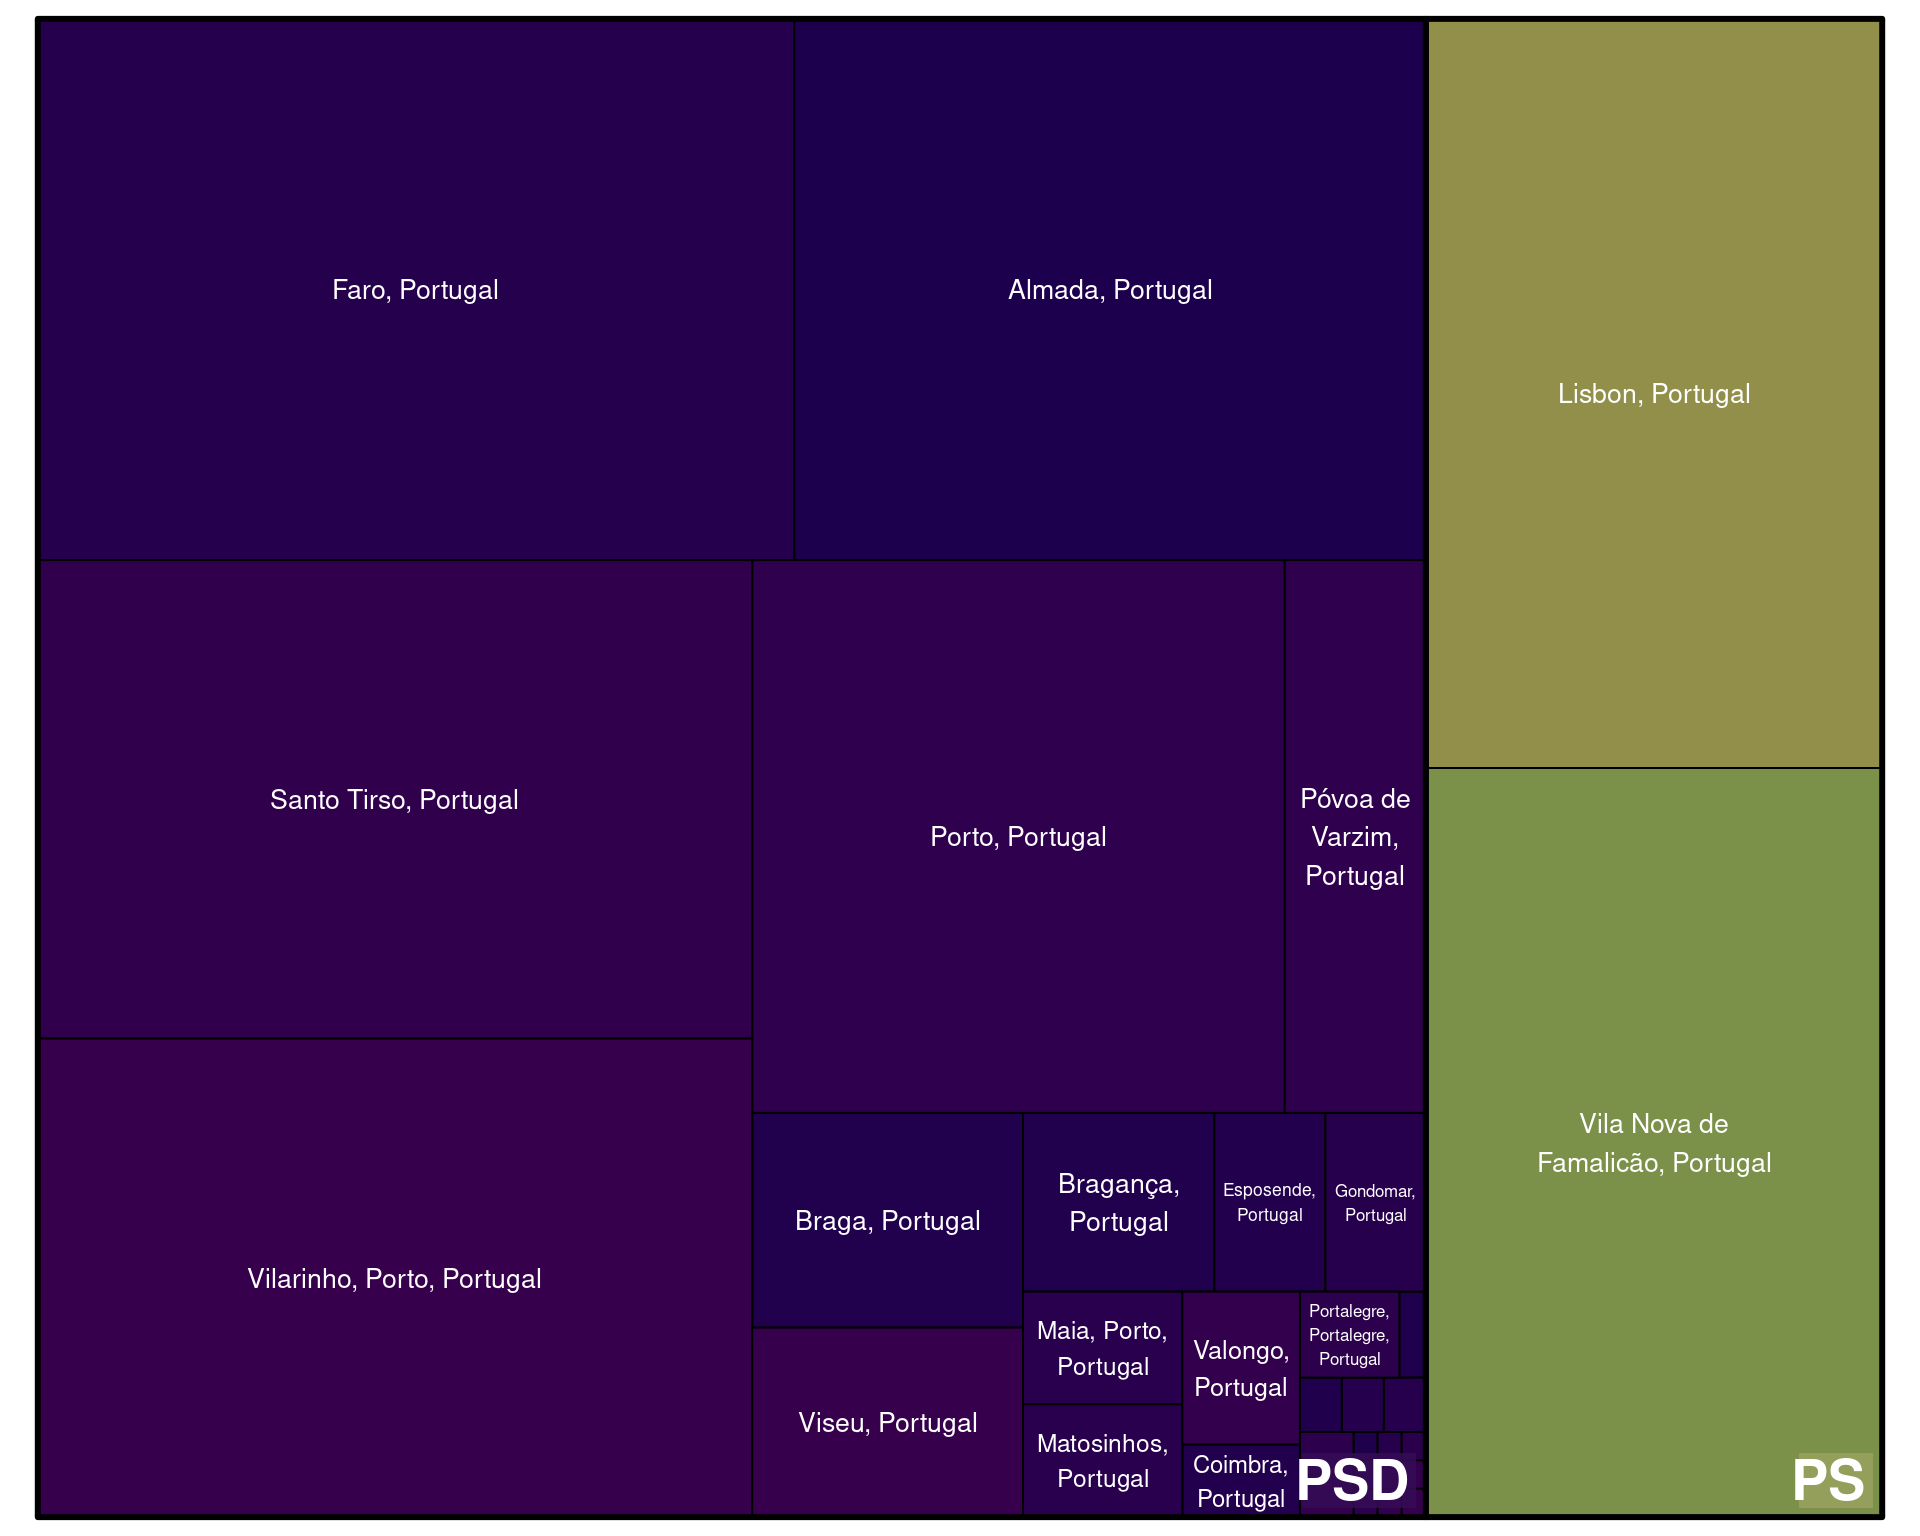 Faro, Portugal
Almada, Portugal
Lisbon, Portugal
Santo Tirso, Portugal
Porto, Portugal
Póvoa de
Varzim,
Portugal
Vila Nova de
Famalicão, Portugal
Vilarinho, Porto, Portugal
Braga, Portugal
Bragança,
Portugal
Esposende,
Portugal
Gondomar,
Portugal
Viseu, Portugal
Maia, Porto,
Portugal
Valongo,
Portugal
Portalegre,
Portalegre,
Portugal
Matosinhos,
Portugal
Coimbra,
Portugal
PSD
PS